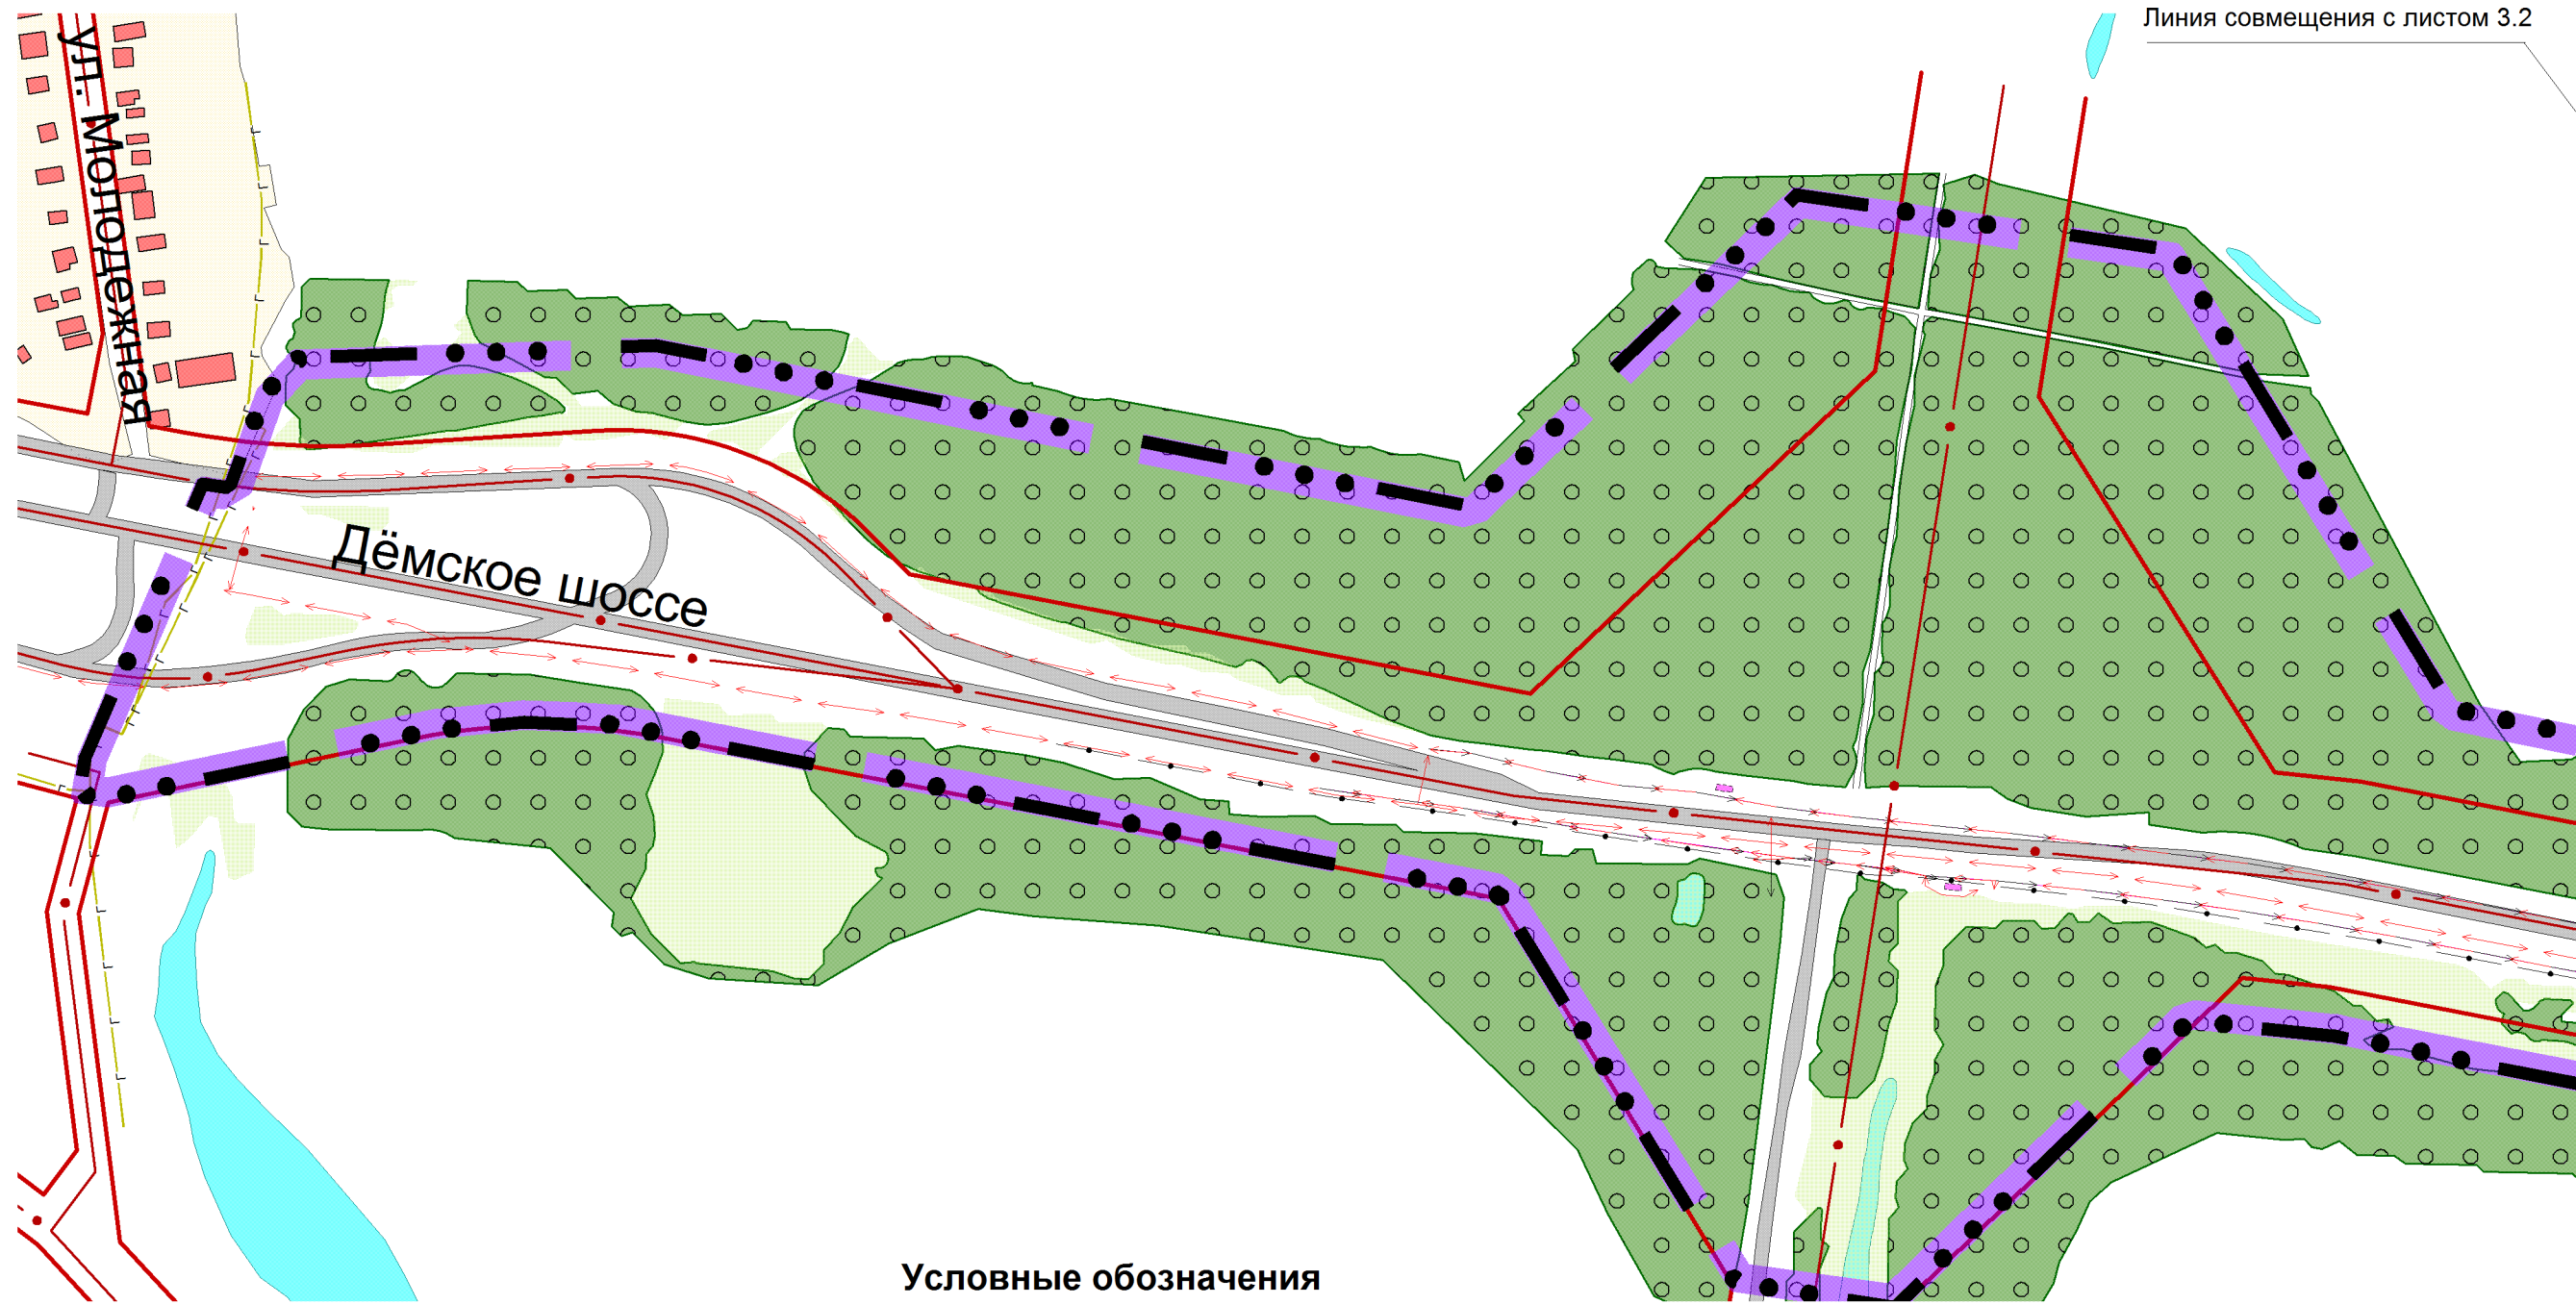 Линия совмещения с листом 3.2
ул. Молодежная
Дёмское шоссе
Условные обозначения